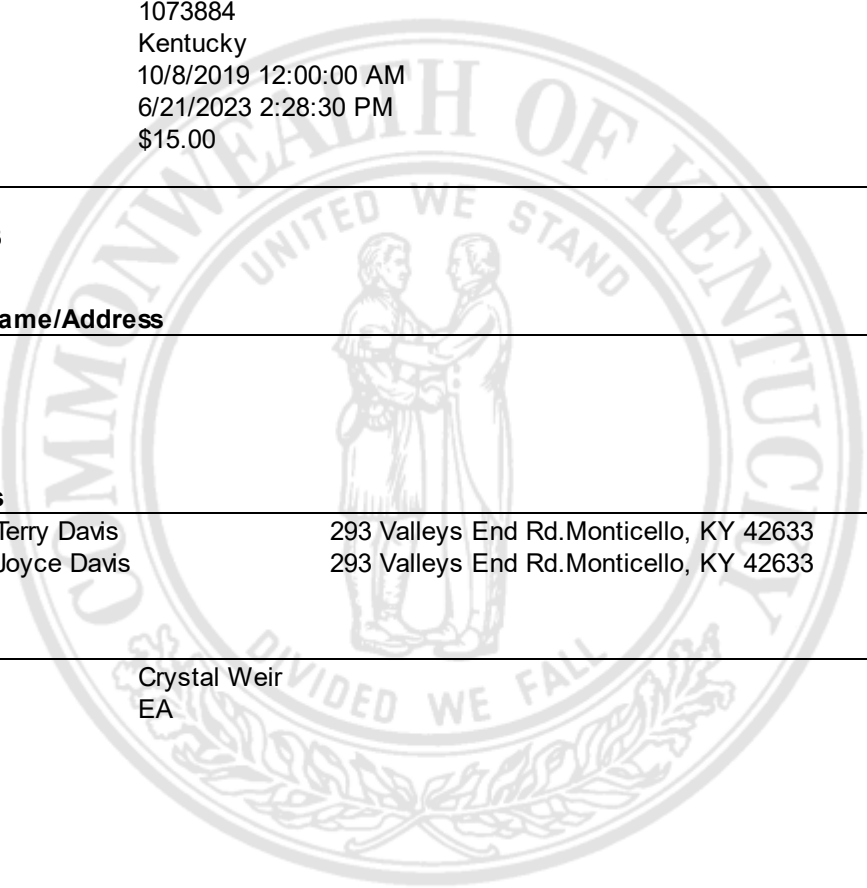 1073884
Kentucky
10/8/2019 12:00:00 AM
6/21/2023 2:28:30 PM
$15.00
ame/Address
s
Terry Davis 293 Valleys End Rd.Monticello, KY 42633
Joyce Davis 293 Valleys End Rd.Monticello, KY 42633
Crystal Weir
EA
COMMONWEALTH OF KENTUCKY
UNITED WE STAND
DIVIDED WE FALL